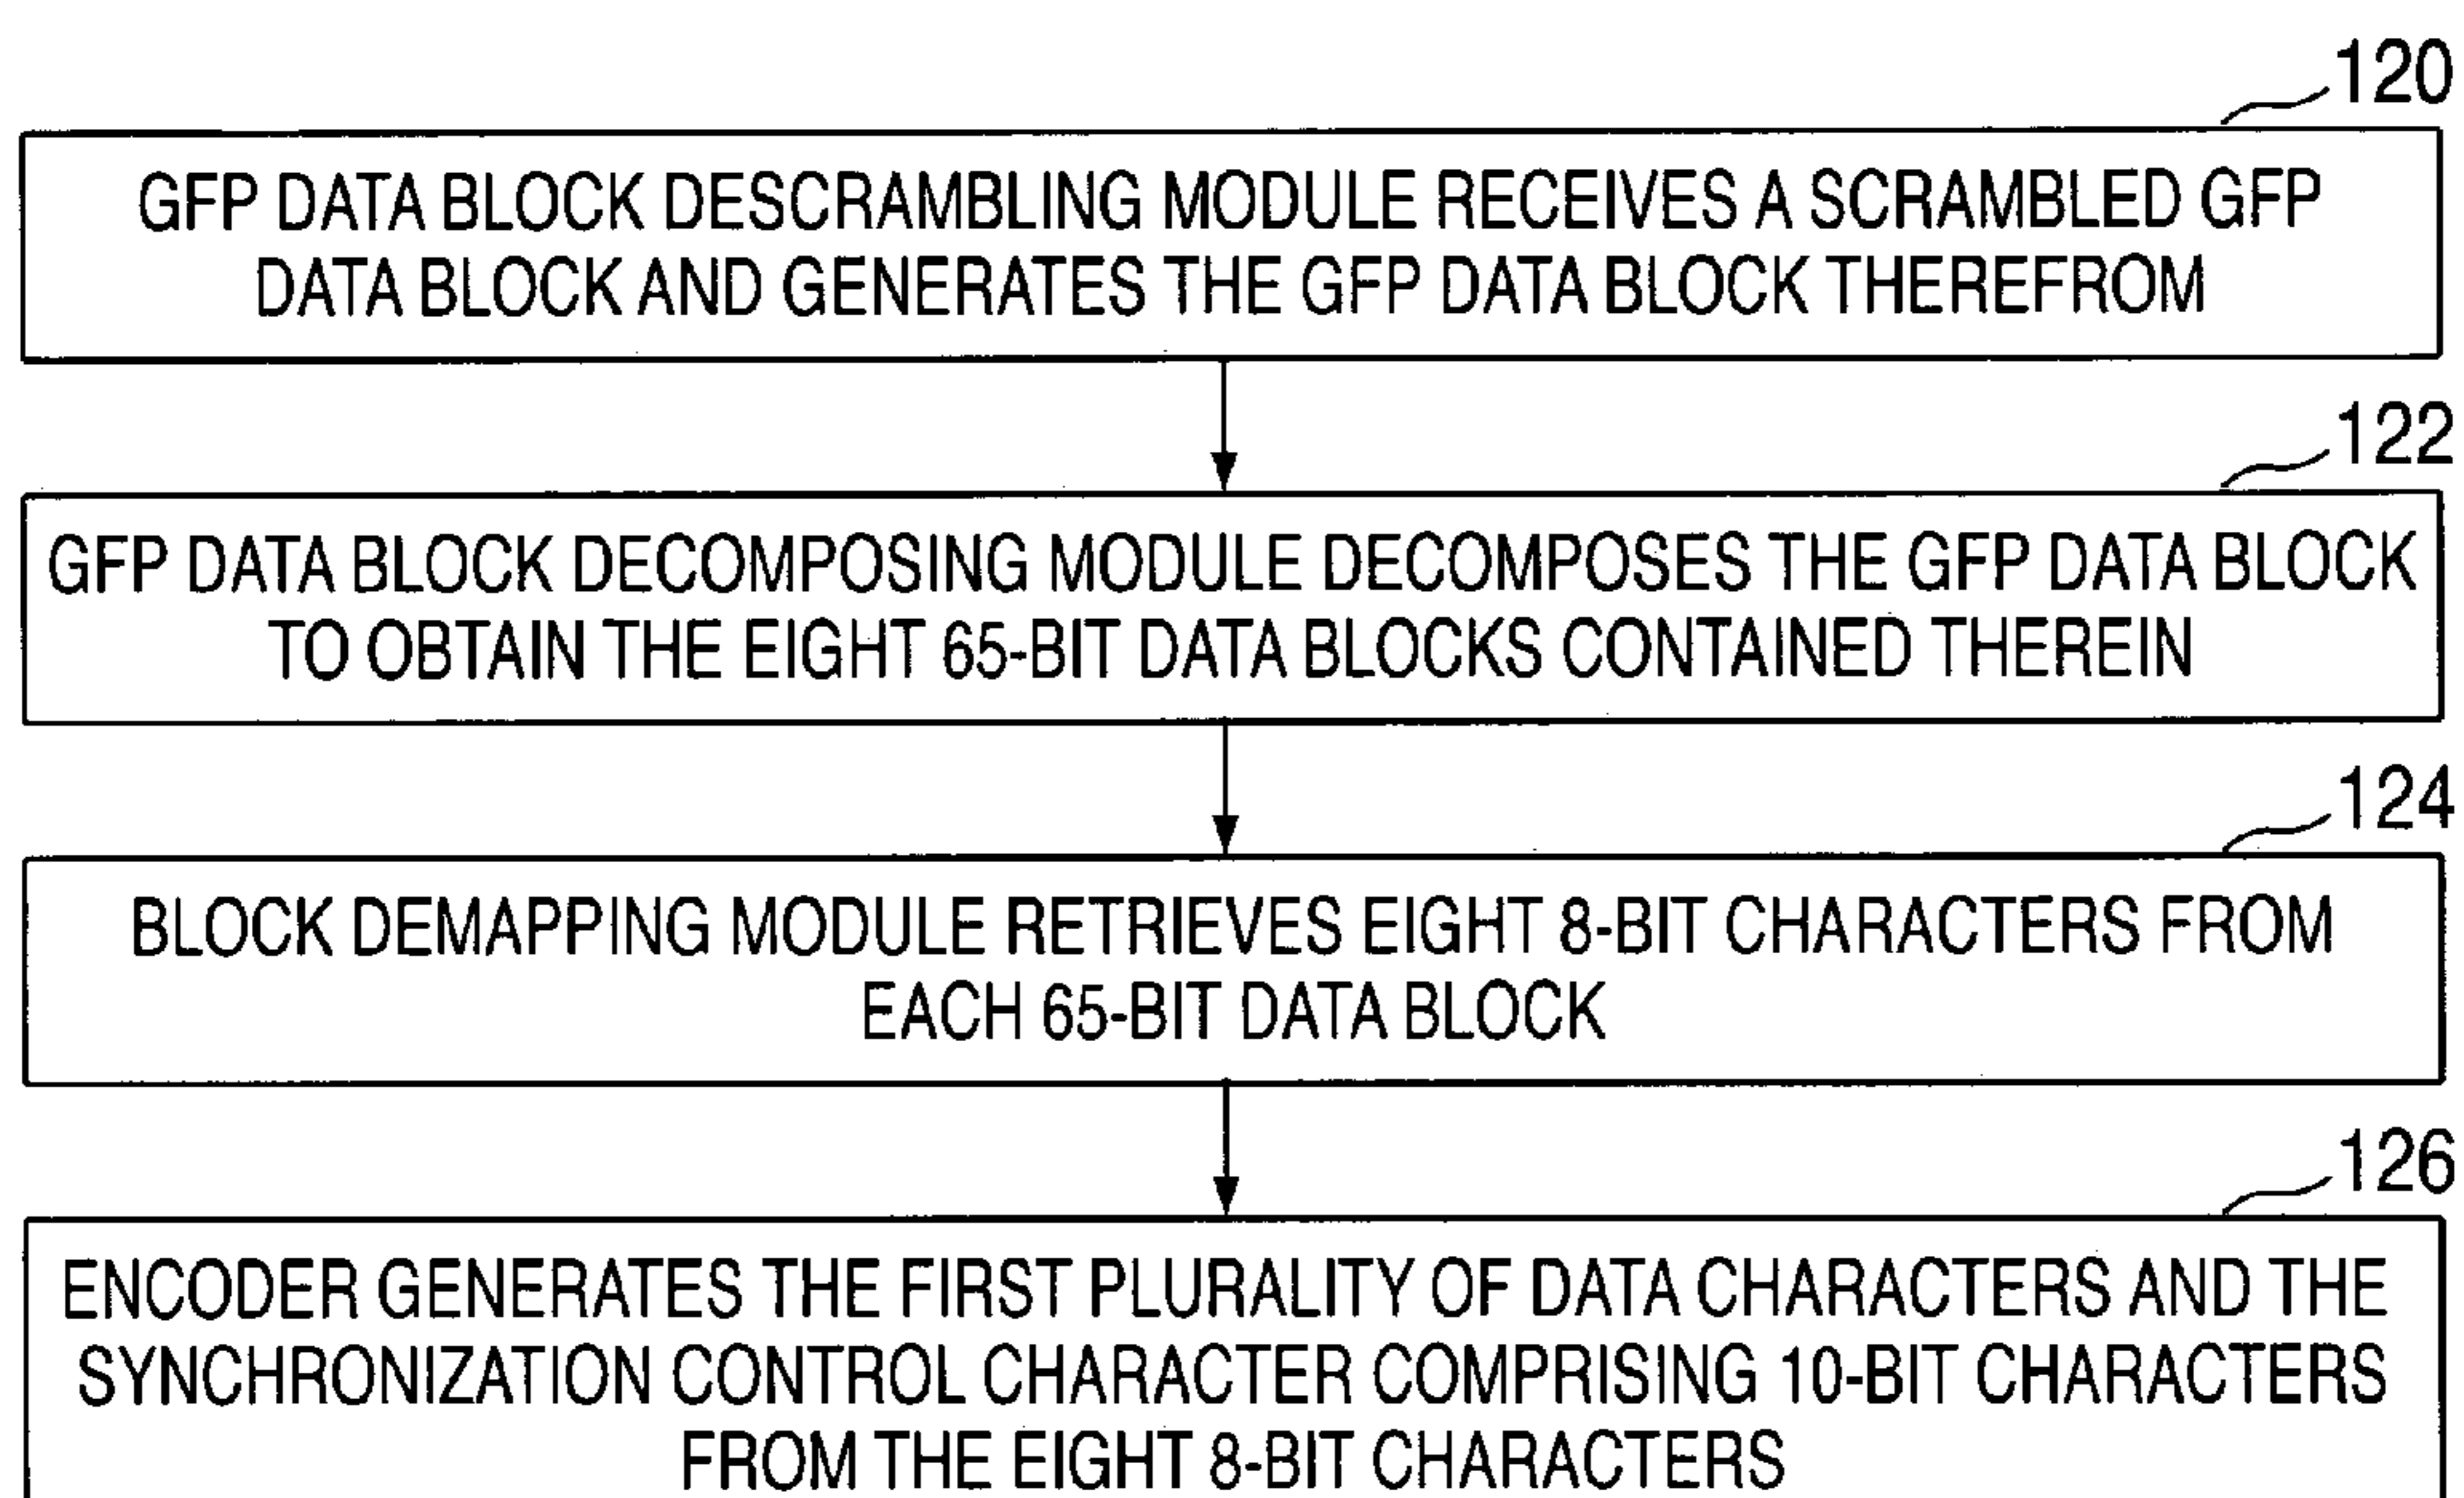 120
GFP DATA BLOCK DESCRAMBLING MODULE RECEIVES A SCRAMBLED GFP
DATA BLOCK AND GENERATES THE GFP DATA BLOCK THEREFROM
122
GFP DATA BLOCK DECOMPOSING MODULE DECOMPOSES THE GFP DATA BLOCK
TO OBTAIN THE EIGHT 65-BIT DATA BLOCKS CONTAINED THEREIN
124
BLOCK DEMAPPING MODULE RETRIEVES EIGHT 8-BIT CHARACTERS FROM
EACH 65-BIT DATA BLOCK
126
ENCODER GENERATES THE FIRST PLURALITY OF DATA CHARACTERS AND THE
SYNCHRONIZATION CONTROL CHARACTER COMPRISING 10-BIT CHARACTERS
FROM THE EIGHT 8-BIT CHARACTERS